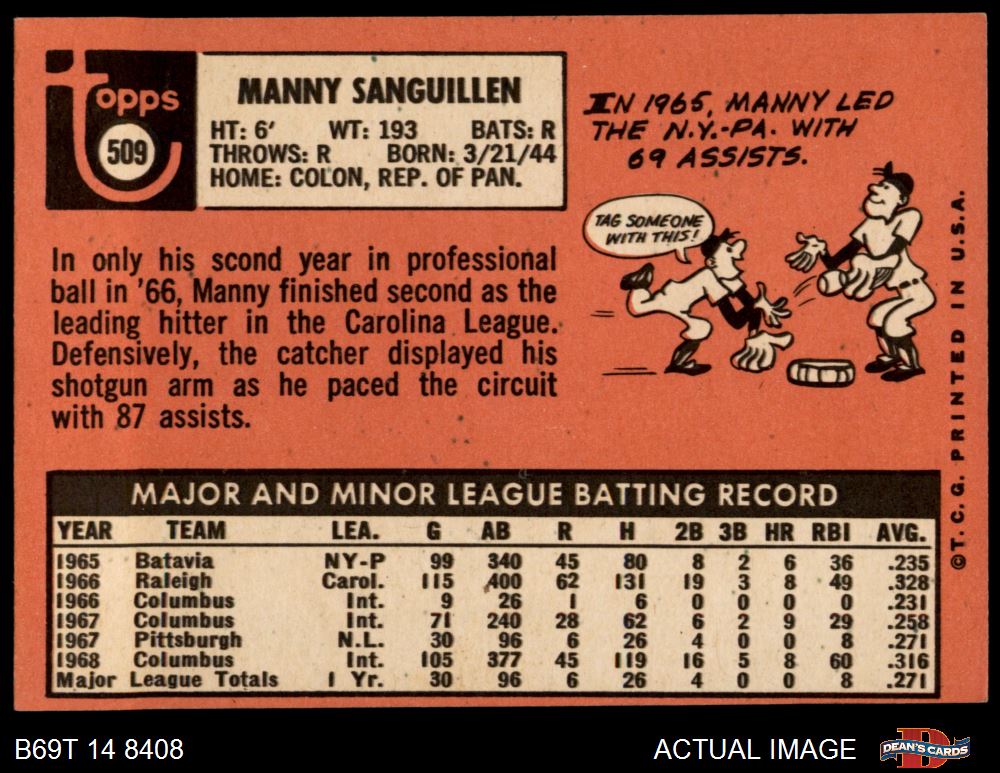 Topps
509
MANNY SANGUILLEN
HT: 6' WT: 193 BATS: R
THROWS: R BORN: 3/21/44
HOME: COLON, REP. OF PAN.
In only his scond year in professional
ball in '66, Manny finished second as the
leading hitter in the Carolina League.
Defensively, the catcher displayed his
shotgun arm as he paced the circuit
with 87 assists.
IN 1965, MANNY LED
THE N.Y.-PA. WITH
69 ASSISTS.
TAG SOMEONE
WITH THIS!
©T.C.G. PRINTED IN U.S.A.
MAJOR AND MINOR LEAGUE BATTING RECORD
YEAR TEAM LEA. G AB R H 2B 3B HR RBI AVG.
1965 Batavia NY-P 99 340 45 80 8 2 6 36 .235
1966 Raleigh Carol. 115 400 62 131 19 3 8 49 .328
1966 Columbus Int. 9 26 1 6 0 0 0 0 .231
1967 Columbus Int. 71 240 28 62 6 2 9 29 .258
1967 Pittsburgh N.L. 30 96 6 26 4 0 0 8 .271
1968 Columbus Int. 105 377 45 119 16 5 8 60 .316
Major League Totals 1 Yr. 30 96 6 26 4 0 0 8 .271
B69T 14 8408
ACTUAL IMAGE
D
DEAN'S CARDS